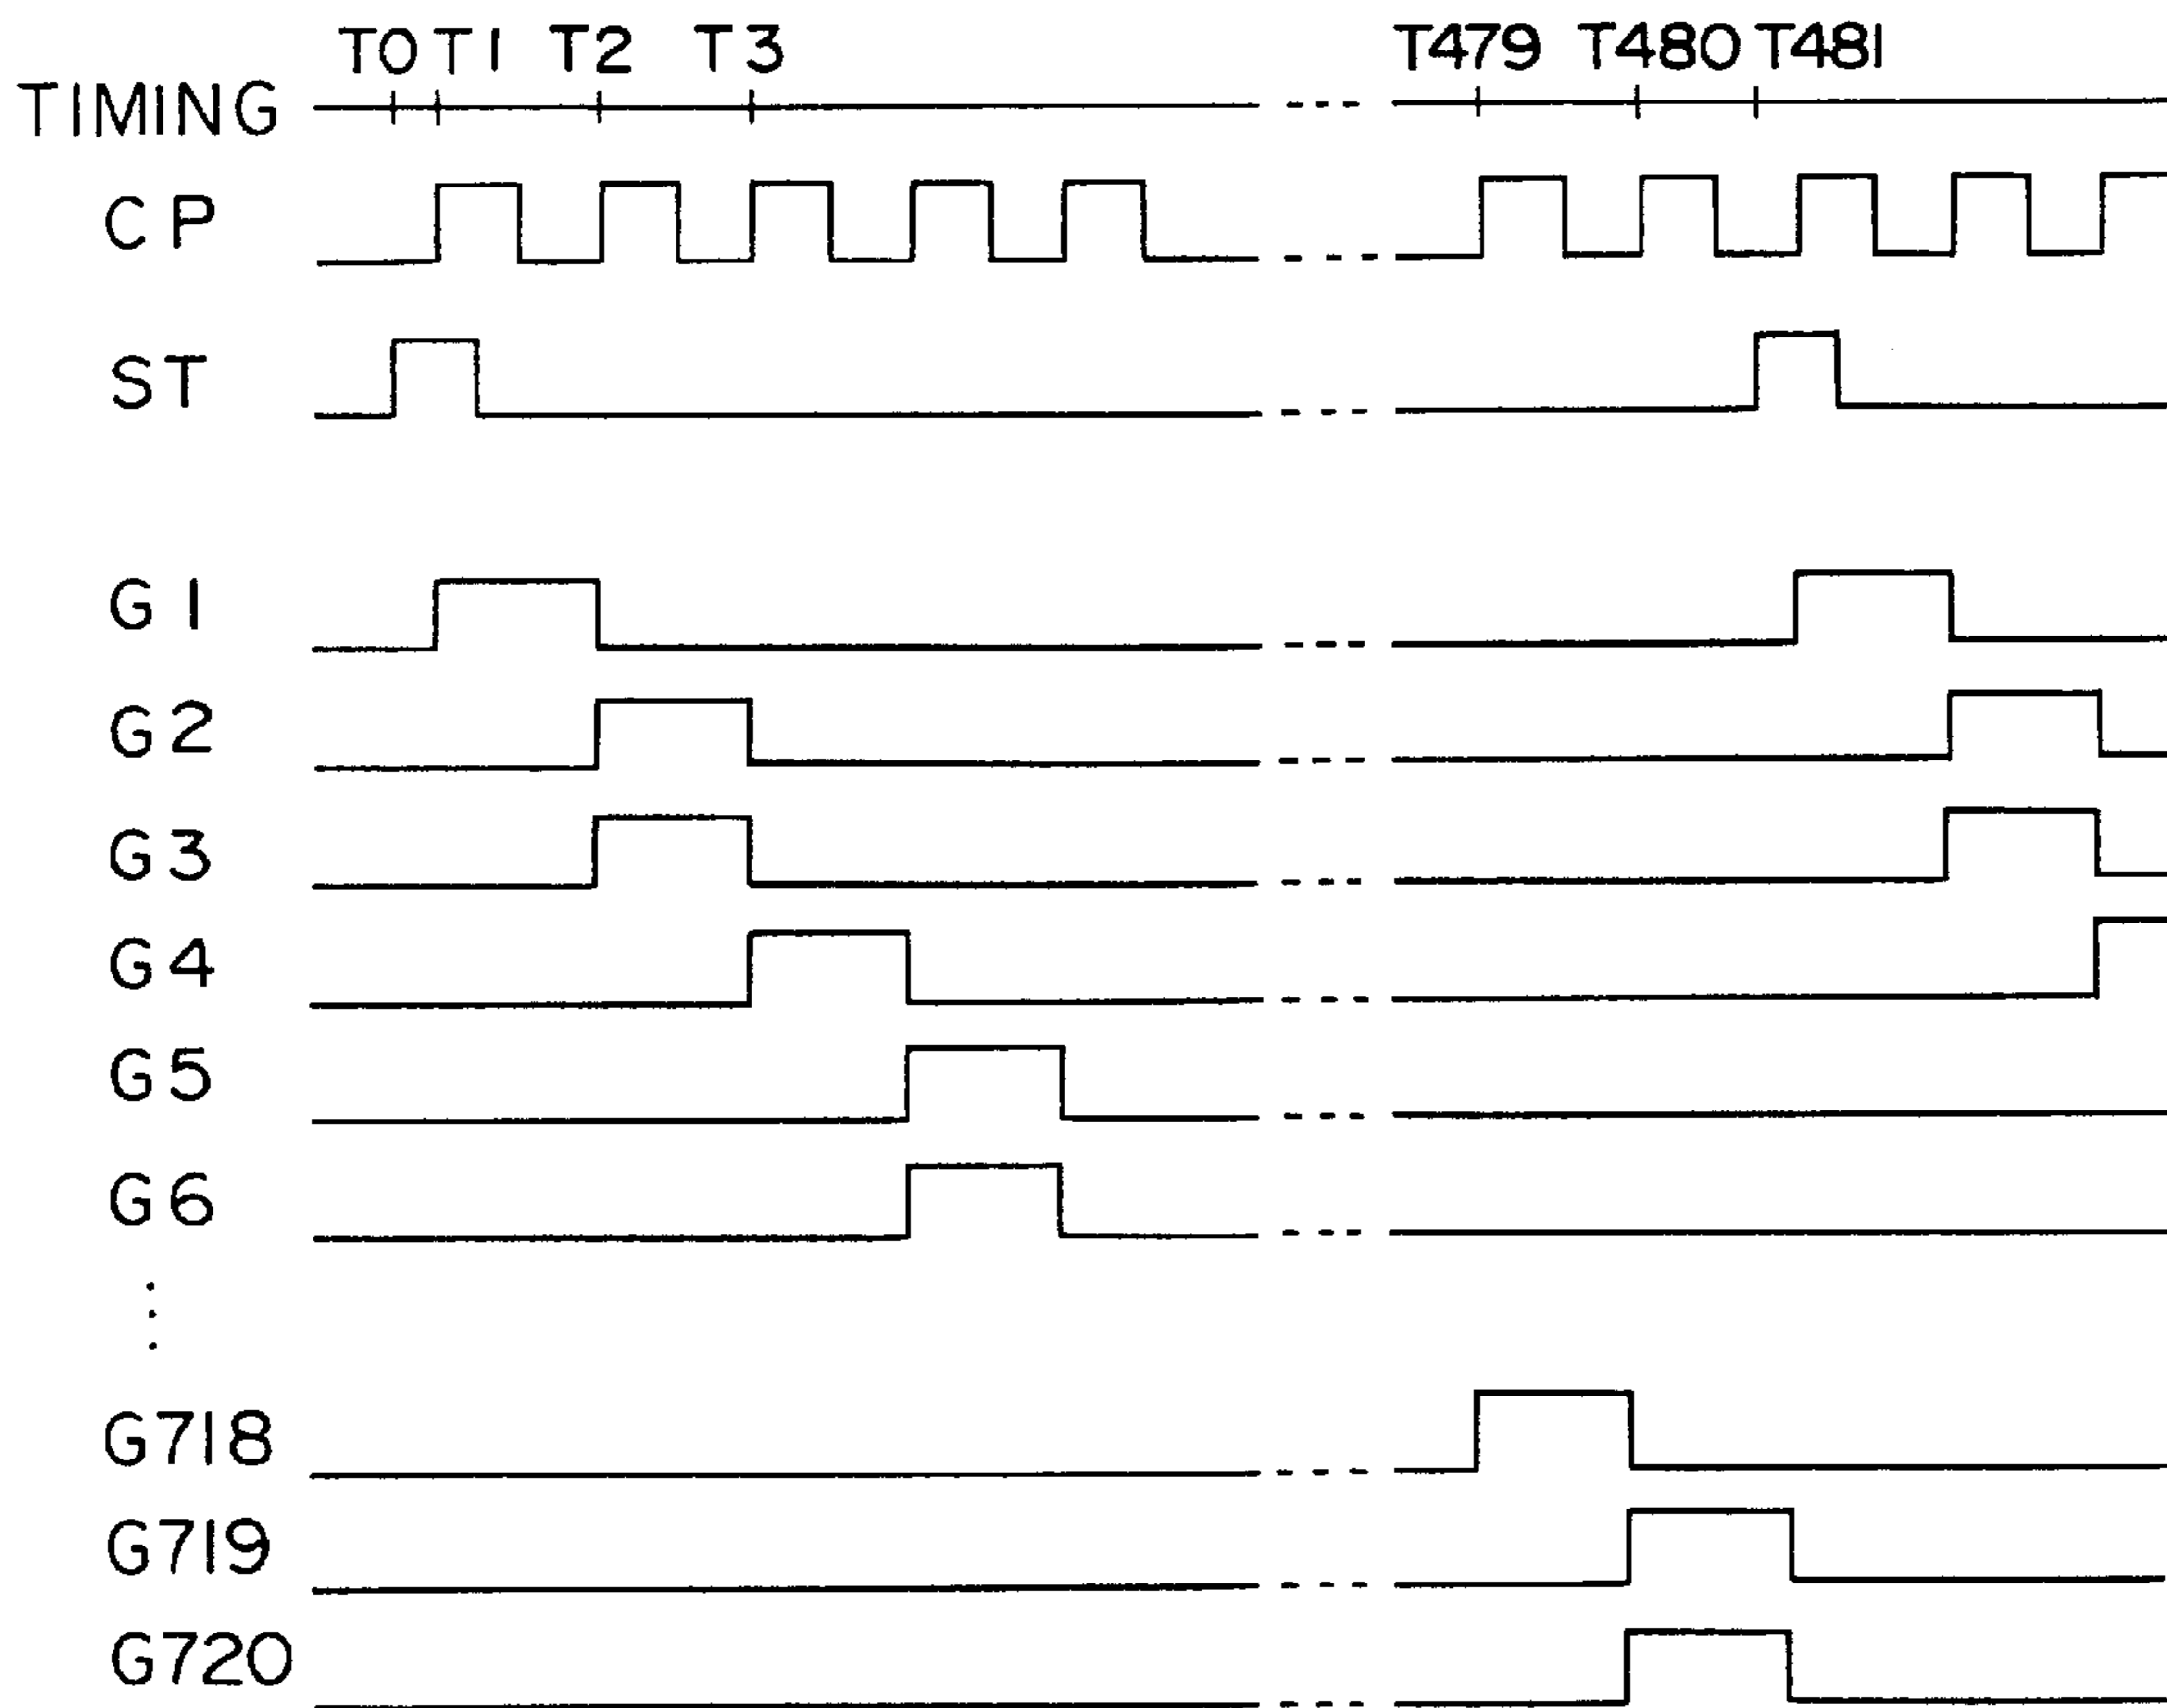 T0 T1 T2 T3 T479 T480 T481
TIMING
CP
ST
G1
G2
G3
G4
G5
G6
G718
G719
G720